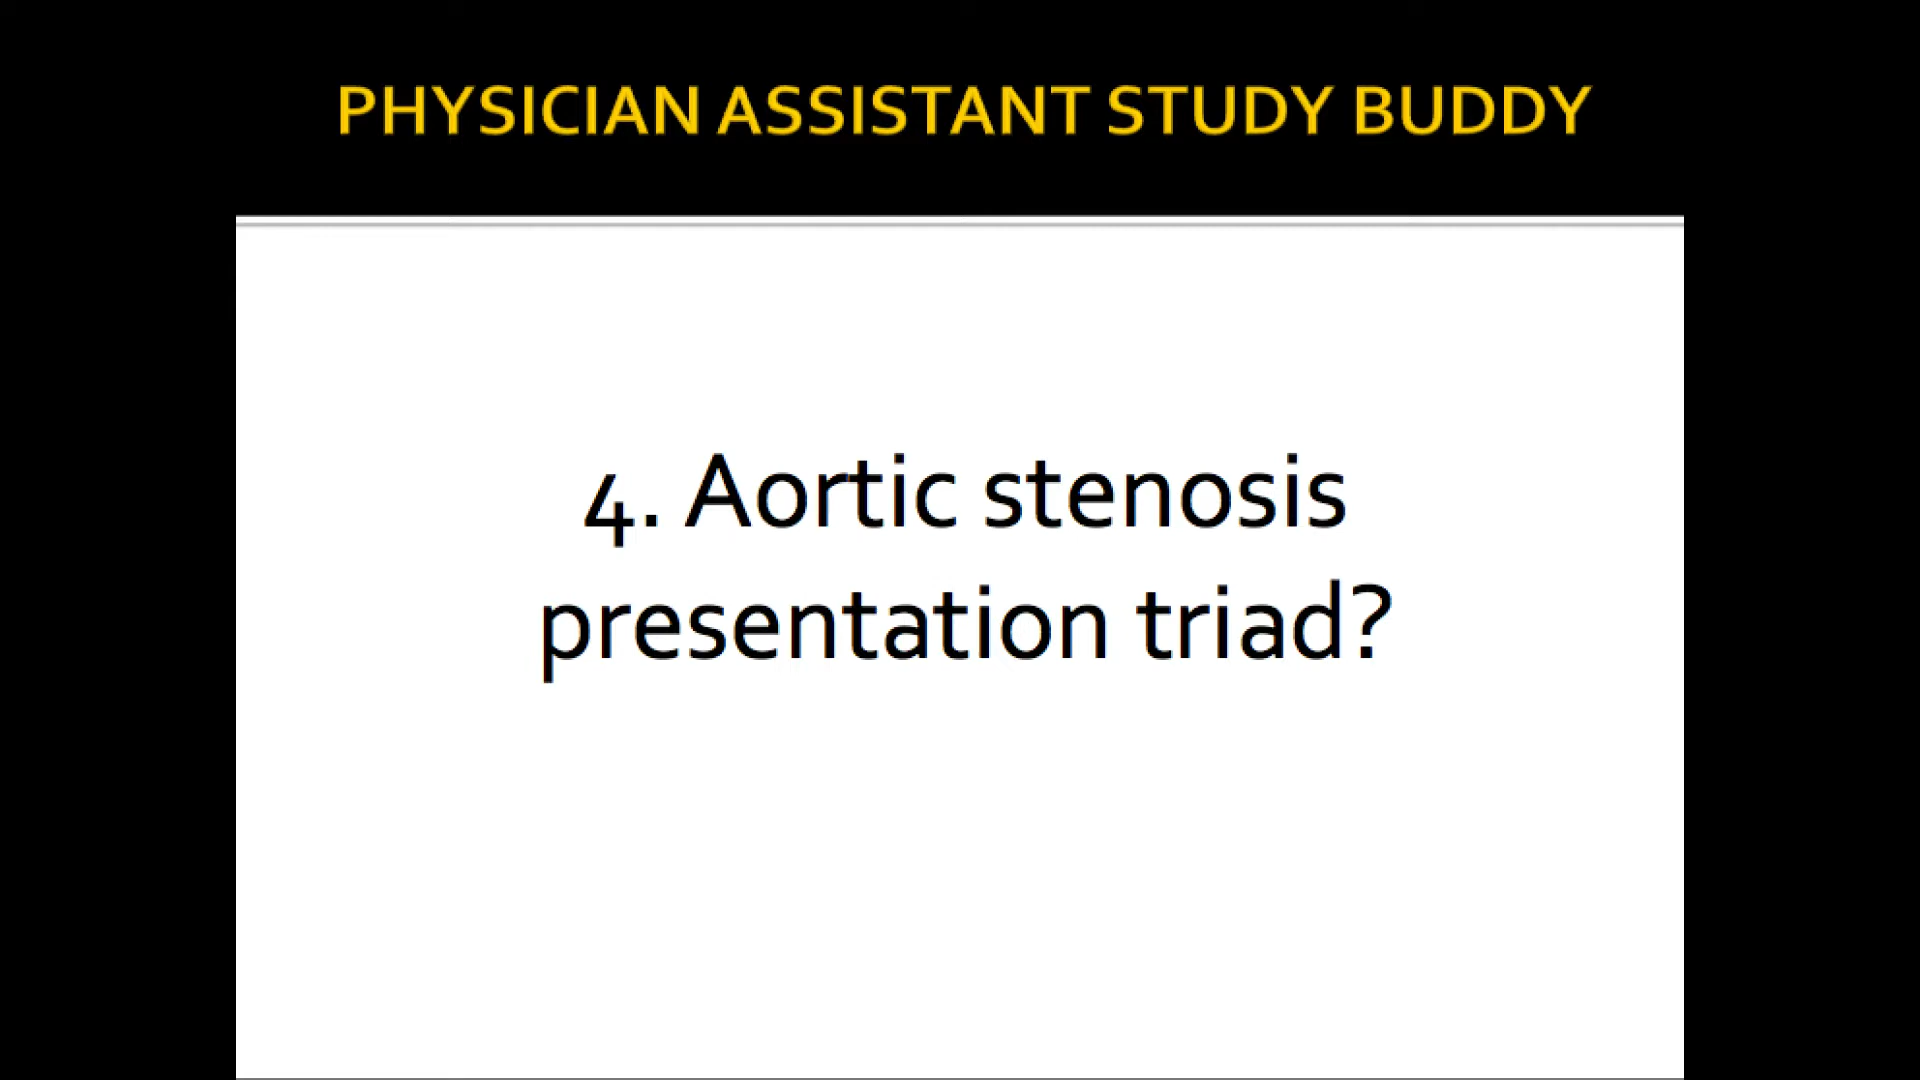 PHYSICIAN ASSISTANT STUDY BUDDY
4. Aortic stenosis
presentation triad?